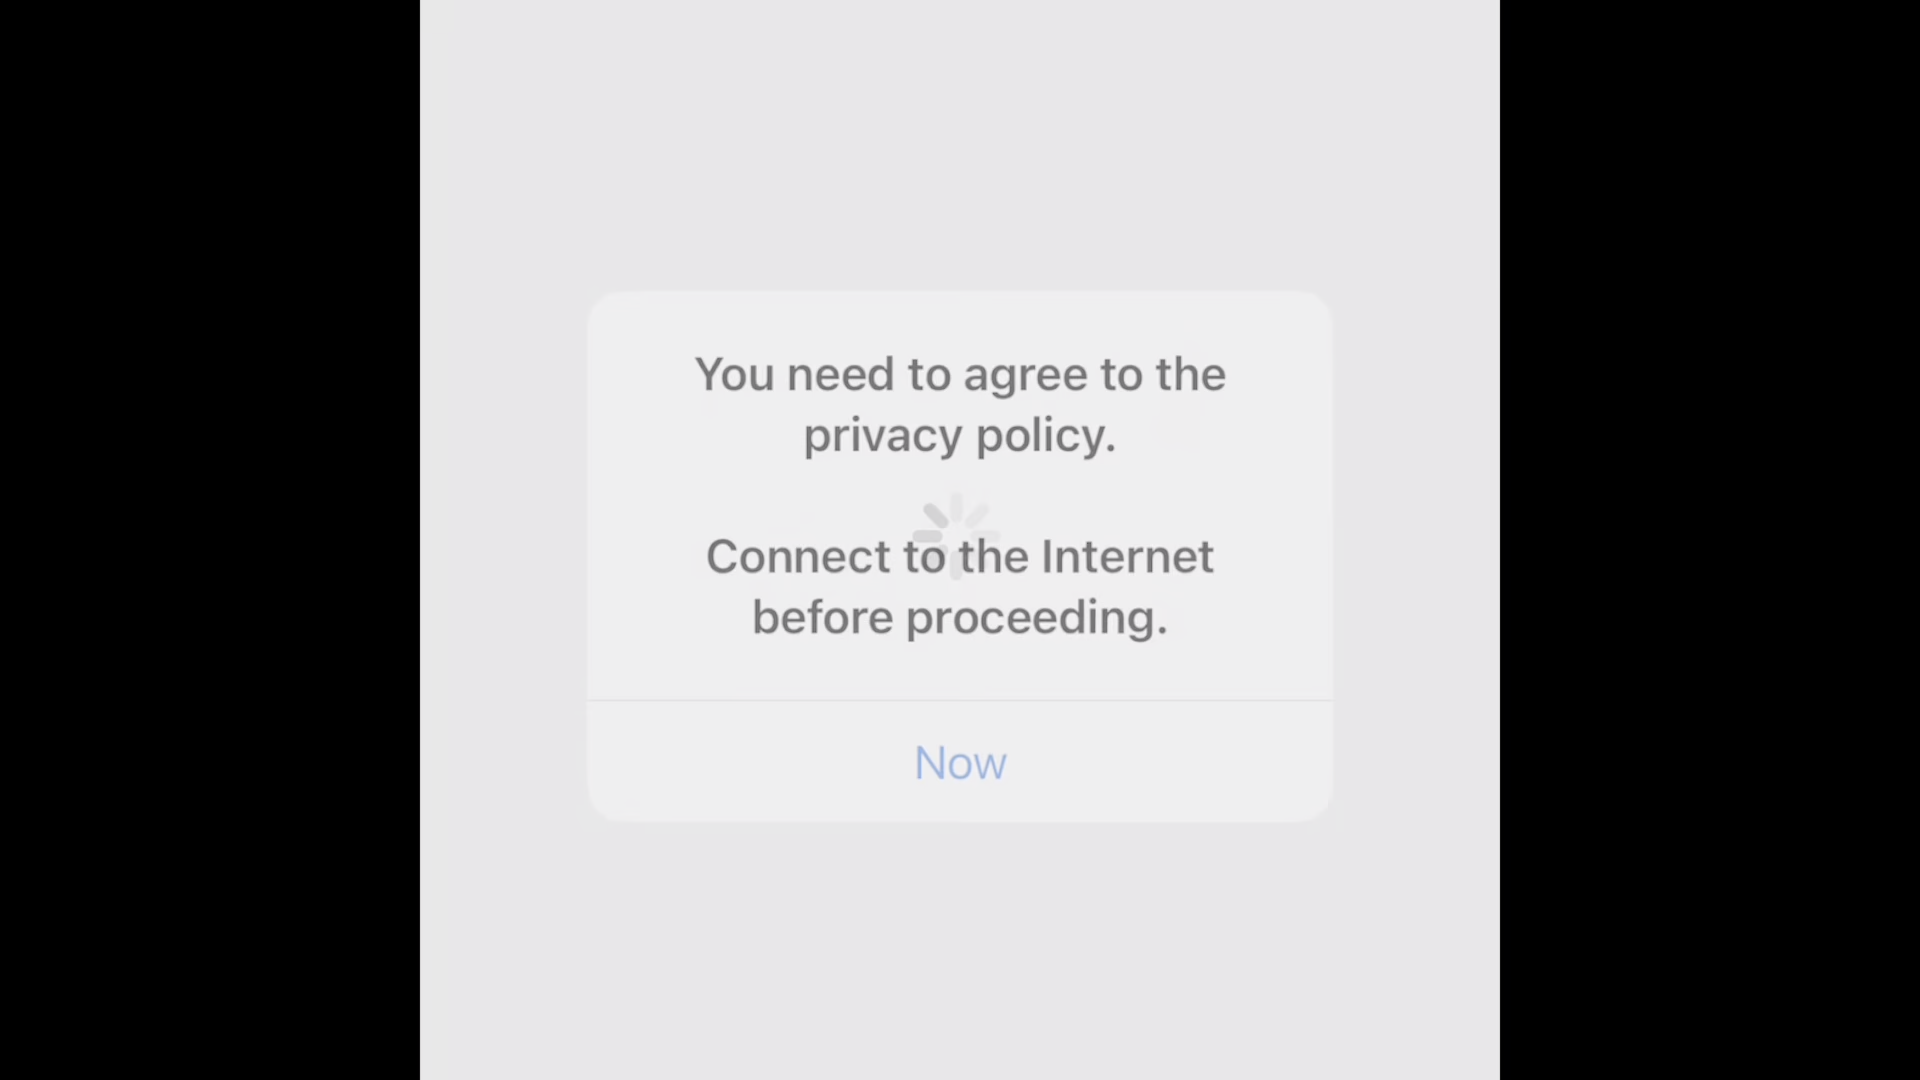 You need to agree to the
privacy policy.
Connect to the Internet
before proceeding.
Now